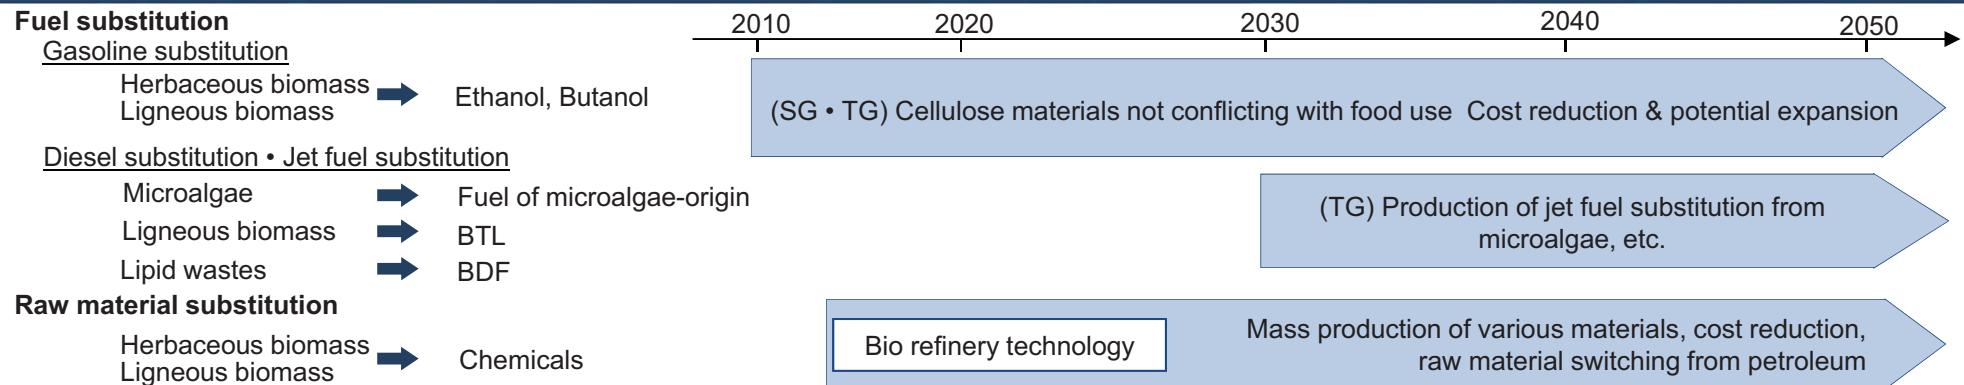 Fuel substitution
2010 2020 2030 2040 2050
Gasoline substitution
Herbaceous biomass
Ligneous biomass
Ethanol, Butanol
(SG • TG) Cellulose materials not conflicting with food use Cost reduction & potential expansion
Diesel substitution • Jet fuel substitution
Microalgae
Fuel of microalgae-origin
Ligneous biomass
BTL
Lipid wastes
BDF
(TG) Production of jet fuel substitution from
microalgae, etc.
Raw material substitution
Herbaceous biomass
Ligneous biomass
Chemicals
Bio refinery technology
Mass production of various materials, cost reduction,
raw material switching from petroleum